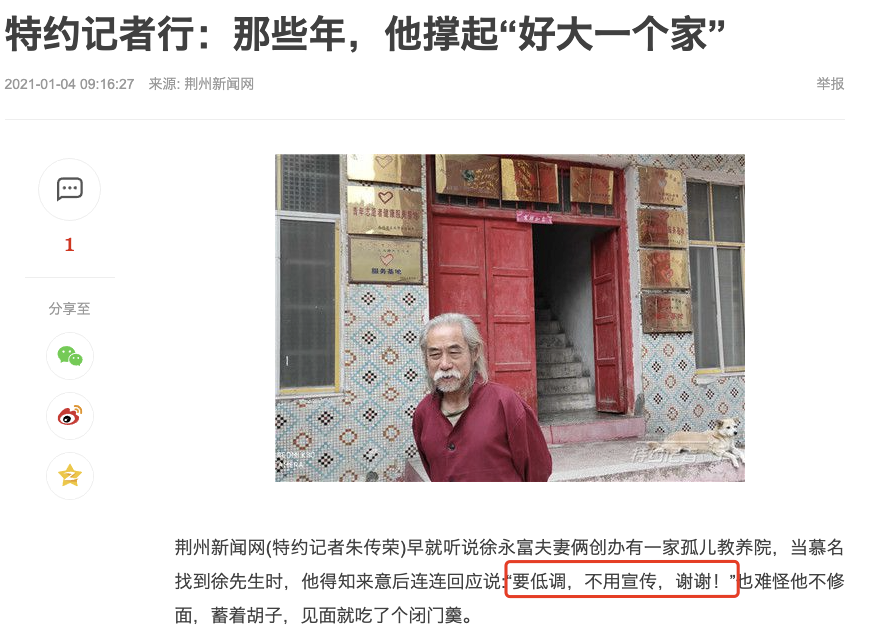 特约记者行：那些年，他撑起“好大一个家”
2021-01-04 09:16:27 来源: 荆州新闻网 举报
1
分享至
服务基地
荆州新闻网(特约记者朱传荣)早就听说徐永富夫妻俩创办有一家孤儿教养院，当慕名
找到徐先生时，他得知来意后连连回应说:“要低调，不用宣传，谢谢！”也难怪他不修
面，蓄着胡子，见面就吃了个闭门羹。